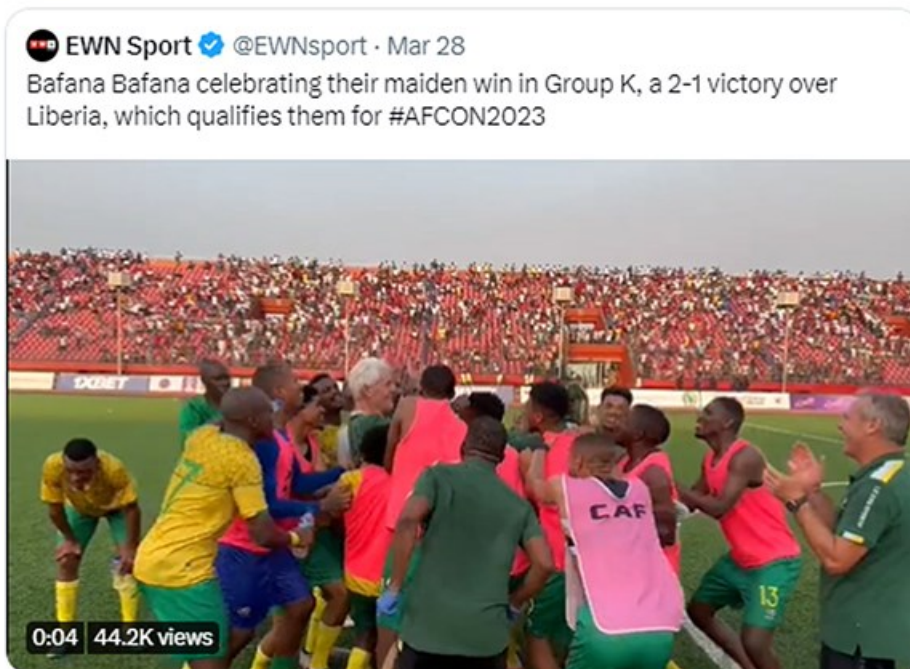 EWN Sport @EWNsport · Mar 28
Bafana Bafana celebrating their maiden win in Group K, a 2-1 victory over
Liberia, which qualifies them for #AFCON2023
1XBET
7
CAF
13
0:04 44.2K views